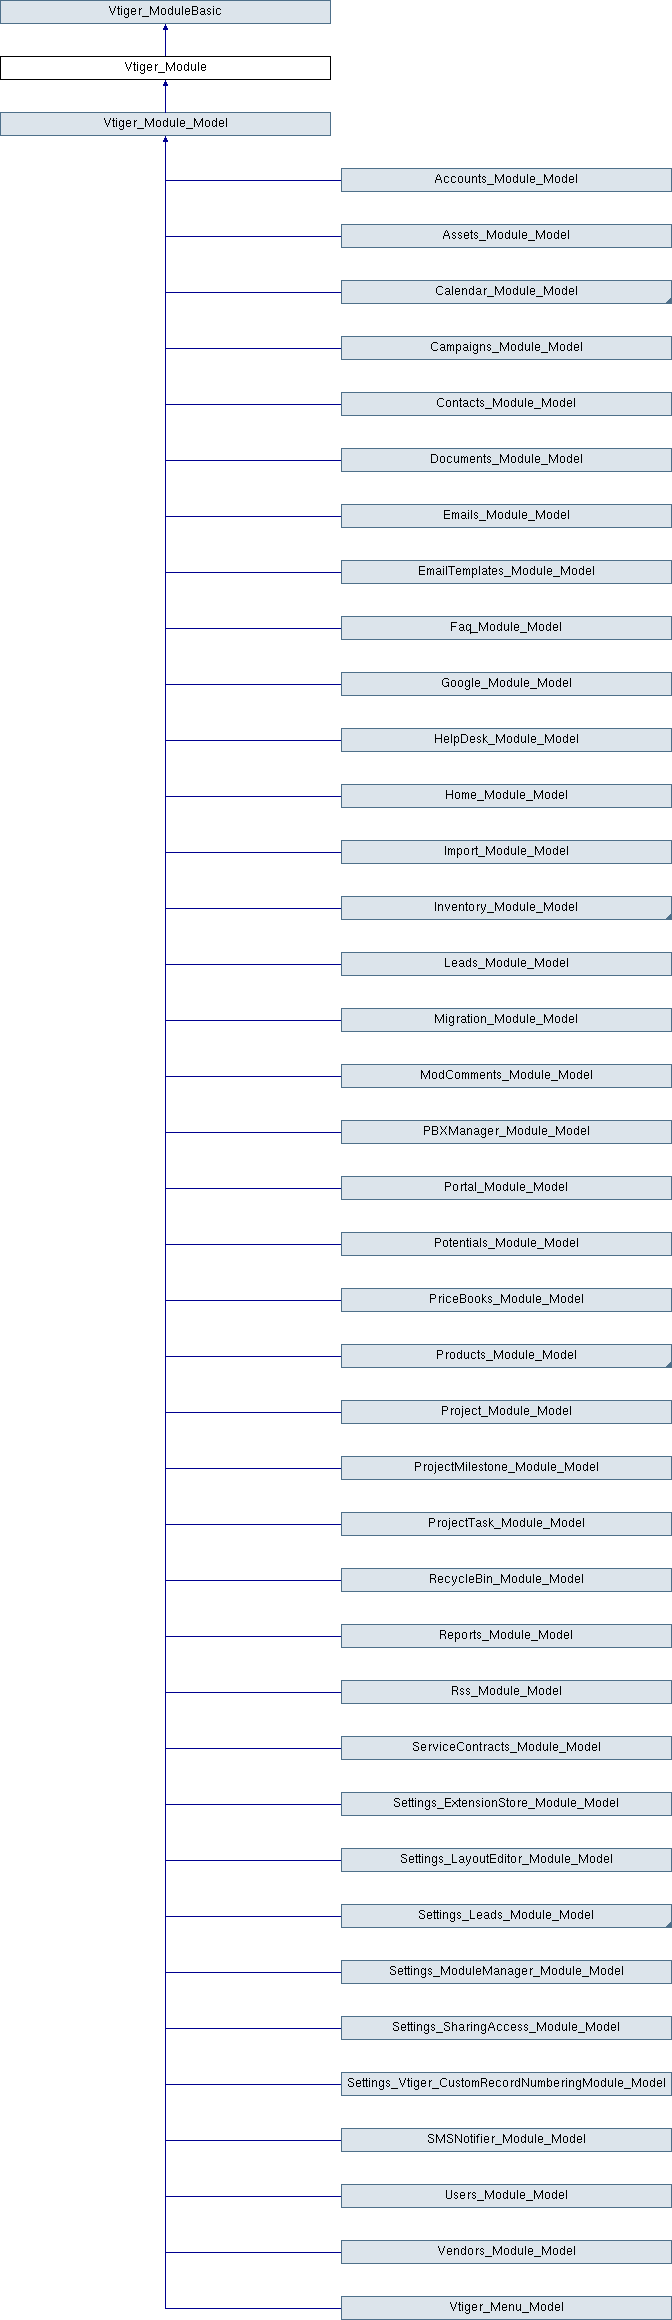 Vtiger_ModuleBasic
Vtiger_Module
Vtiger_Module_Model
Accounts_Module_Model
Assets_Module_Model
Calendar_Module_Model
Campaigns_Module_Model
Contacts_Module_Model
Documents_Module_Model
Emails_Module_Model
EmailTemplates_Module_Model
Faq_Module_Model
Google_Module_Model
HelpDesk_Module_Model
Home_Module_Model
Import_Module_Model
Inventory_Module_Model
Leads_Module_Model
Migration_Module_Model
ModComments_Module_Model
PBXManager_Module_Model
Portal_Module_Model
Potentials_Module_Model
PriceBooks_Module_Model
Products_Module_Model
Project_Module_Model
ProjectMilestone_Module_Model
ProjectTask_Module_Model
RecycleBin_Module_Model
Reports_Module_Model
Rss_Module_Model
ServiceContracts_Module_Model
Settings_ExtensionStore_Module_Model
Settings_LayoutEditor_Module_Model
Settings_Leads_Module_Model
Settings_ModuleManager_Module_Model
Settings_SharingAccess_Module_Model
Settings_Vtiger_CustomRecordNumberingModule_Model
SMSNotifier_Module_Model
Users_Module_Model
Vendors_Module_Model
Vtiger_Menu_Model